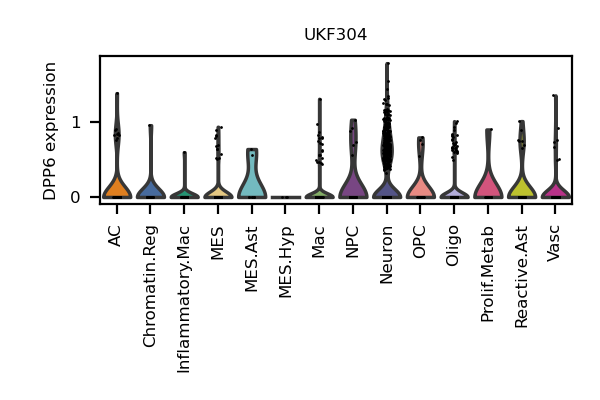 UKF304
DPP6 expression
1
0
AC
Chromatin.Reg
Inflammatory.Mac
MES
MES.Ast
MES.Hyp
Mac
NPC
Neuron
OPC
Oligo
Prolif.Metab
Reactive.Ast
Vasc